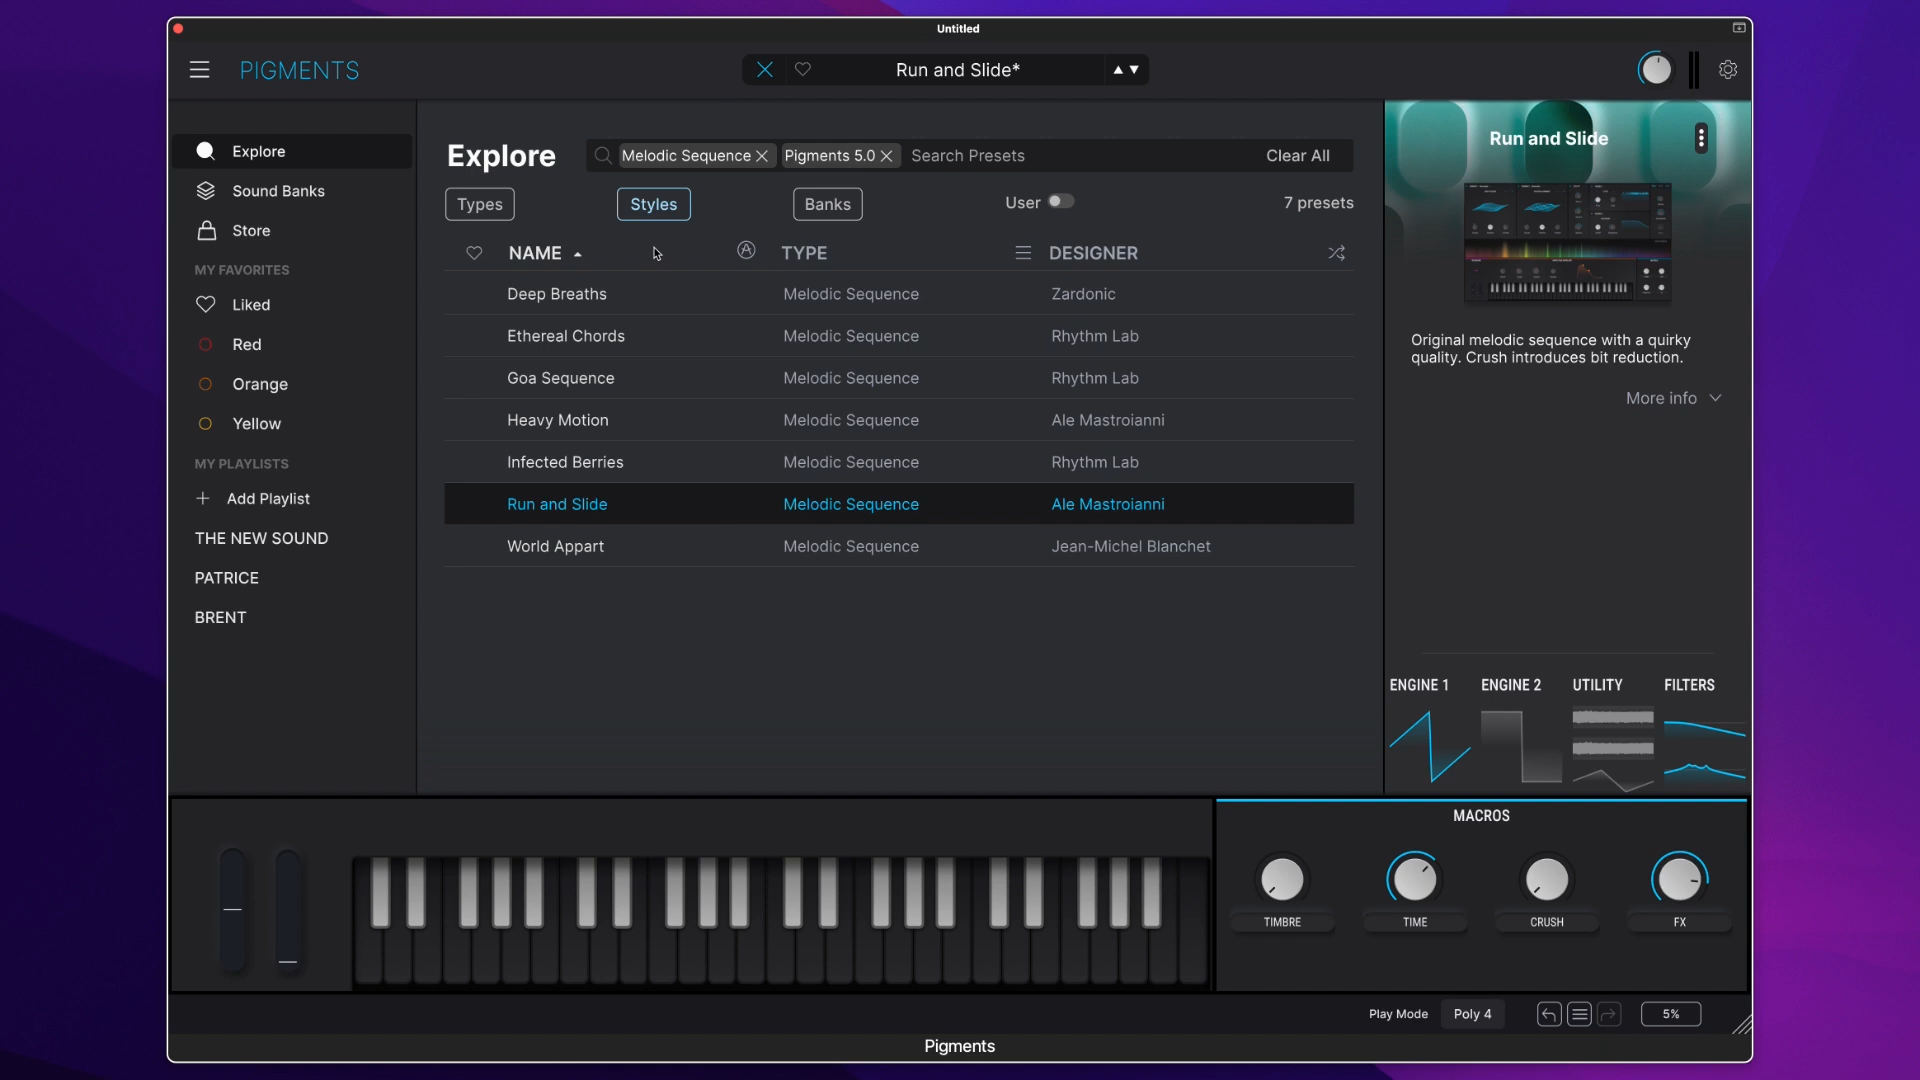 Untitled
PIGMENTS
Run and Slide*
Explore
Sound Banks
Store
MY FAVORITES
Liked
Red
Orange
Yellow
MY PLAYLISTS
Add Playlist
THE NEW SOUND
PATRICE
BRENT
Explore
Melodic Sequence
Pigments 5.0
Search Presets
Clear All
Types
Styles
Banks
User
7 presets
NAME TYPE DESIGNER
Deep Breaths Melodic Sequence Zardonic
Ethereal Chords Melodic Sequence Rhythm Lab
Goa Sequence Melodic Sequence Rhythm Lab
Heavy Motion Melodic Sequence Ale Mastroianni
Infected Berries Melodic Sequence Rhythm Lab
Run and Slide Melodic Sequence Ale Mastroianni
World Appart Melodic Sequence Jean-Michel Blanchet
Run and Slide
Original melodic sequence with a quirky
quality. Crush introduces bit reduction.
More info
ENGINE 1 ENGINE 2 UTILITY FILTERS
MACROS
TIMBRE TIME CRUSH FX
Play Mode Poly 4 5%
Pigments